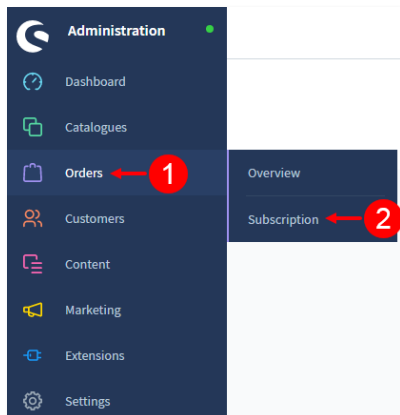 Administration
Dashboard
Catalogues
Orders 1
Overview
Customers
Subscription 2
Content
Marketing
Extensions
Settings